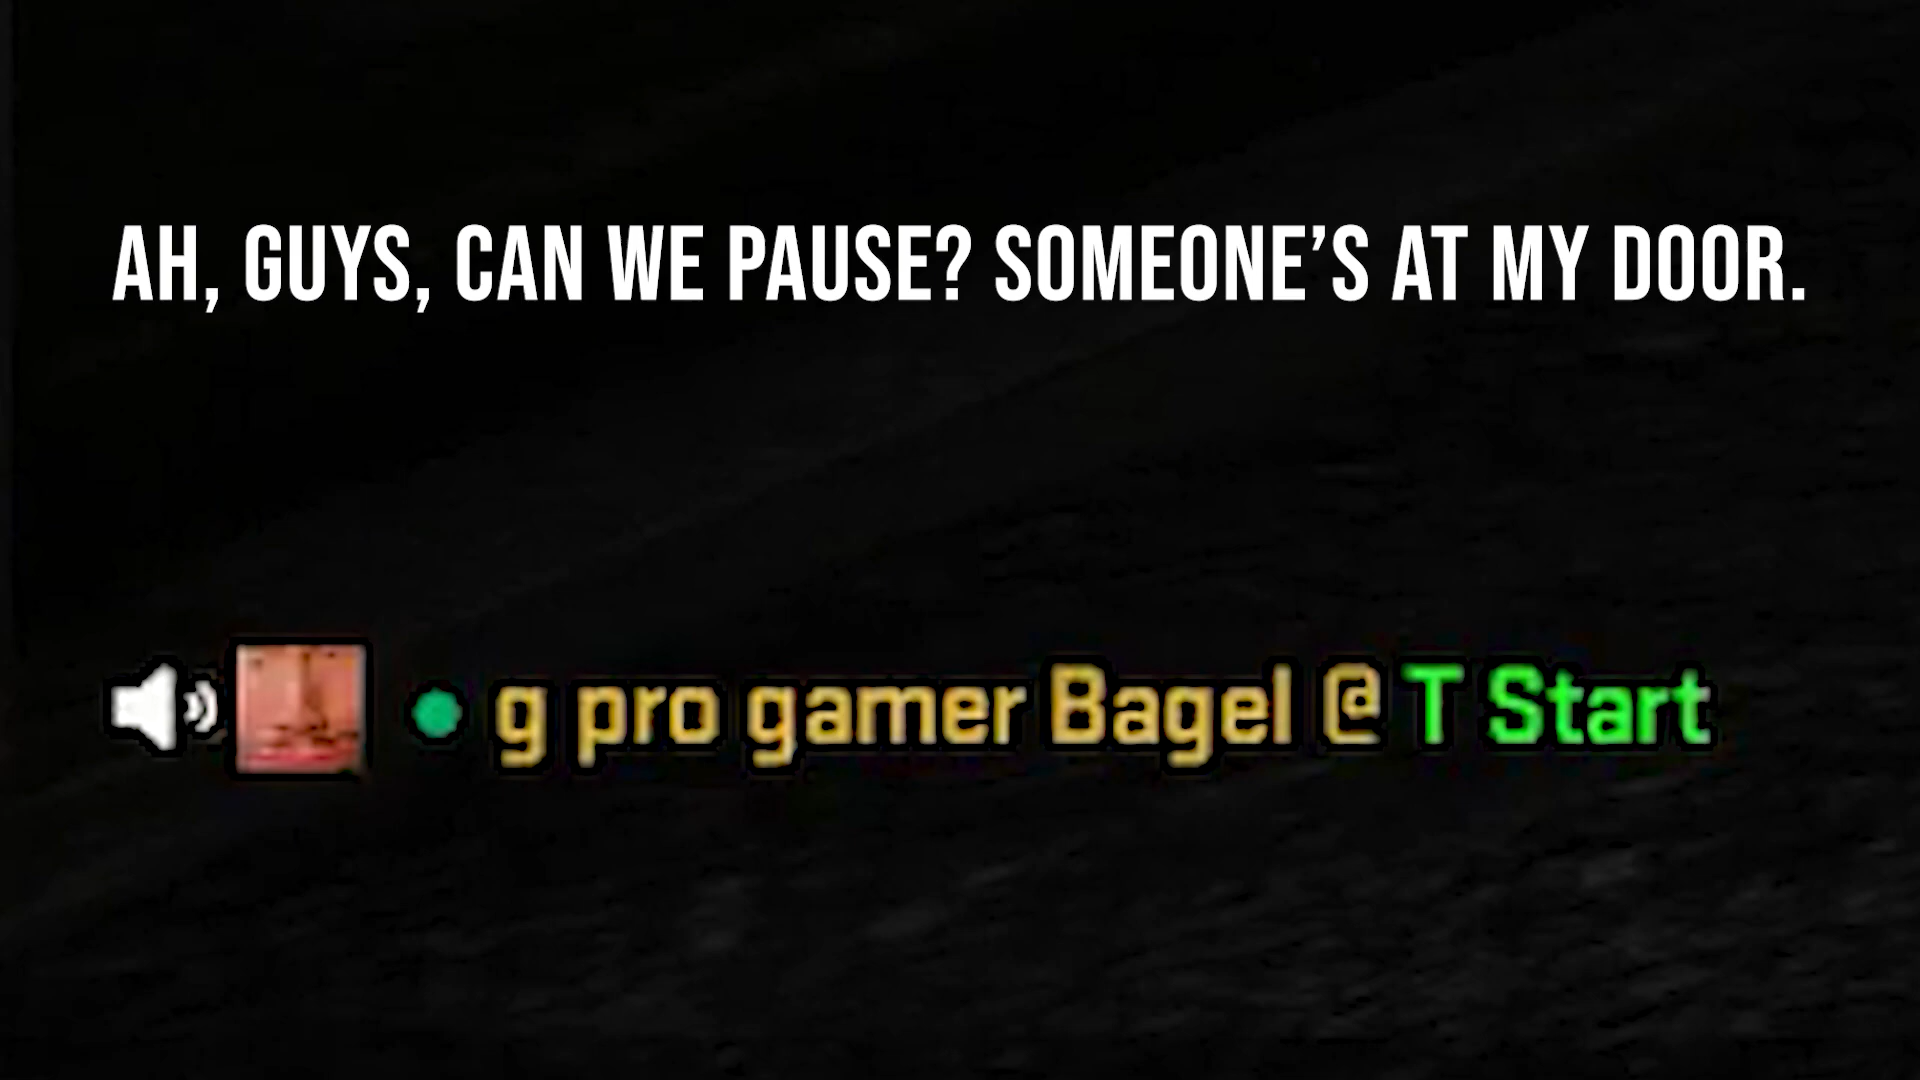 AH, GUYS, CAN WE PAUSE? SOMEONE’S AT MY DOOR.
g pro gamer Bagel @ T Start